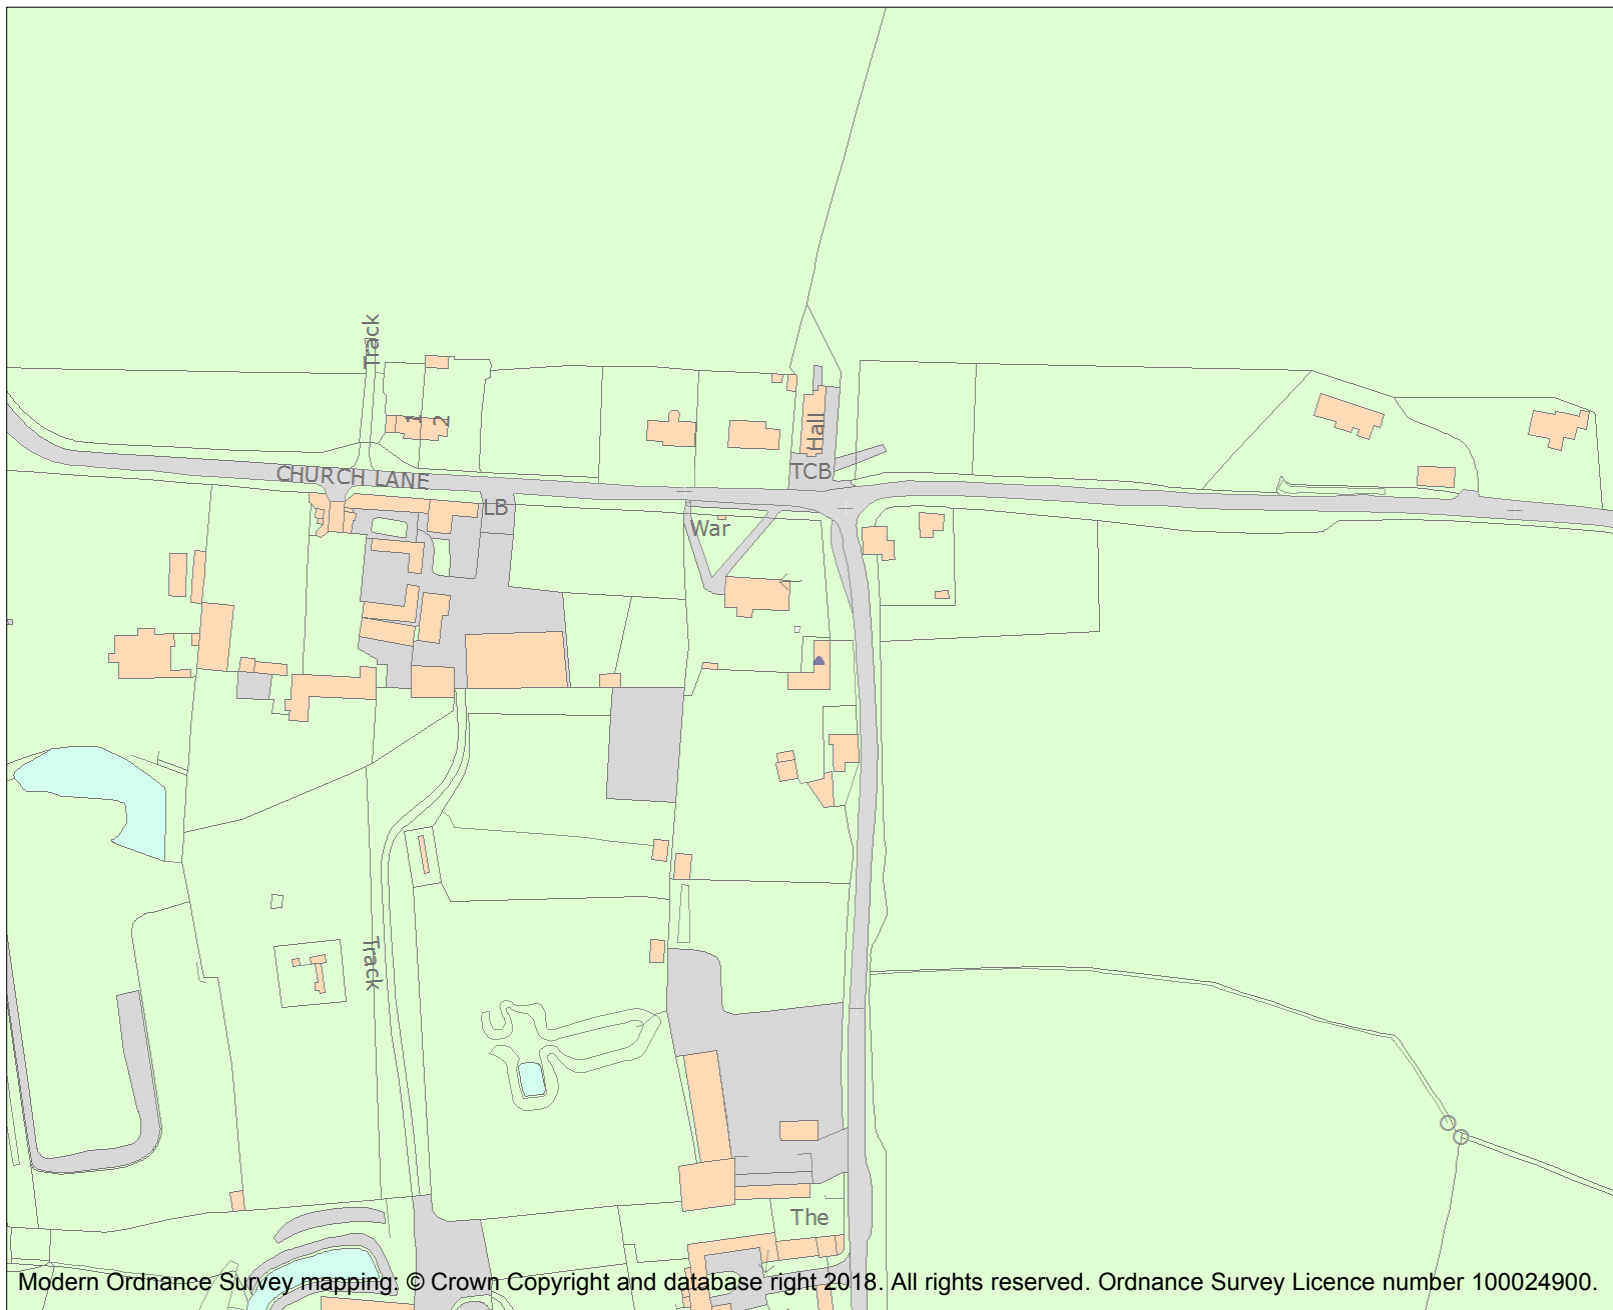 Track
1
2
Hall
TCB
CHURCH LANE
LB
War
Track
The
Modern Ordnance Survey mapping: © Crown Copyright and database right 2018. All rights reserved. Ordnance Survey Licence number 100024900.